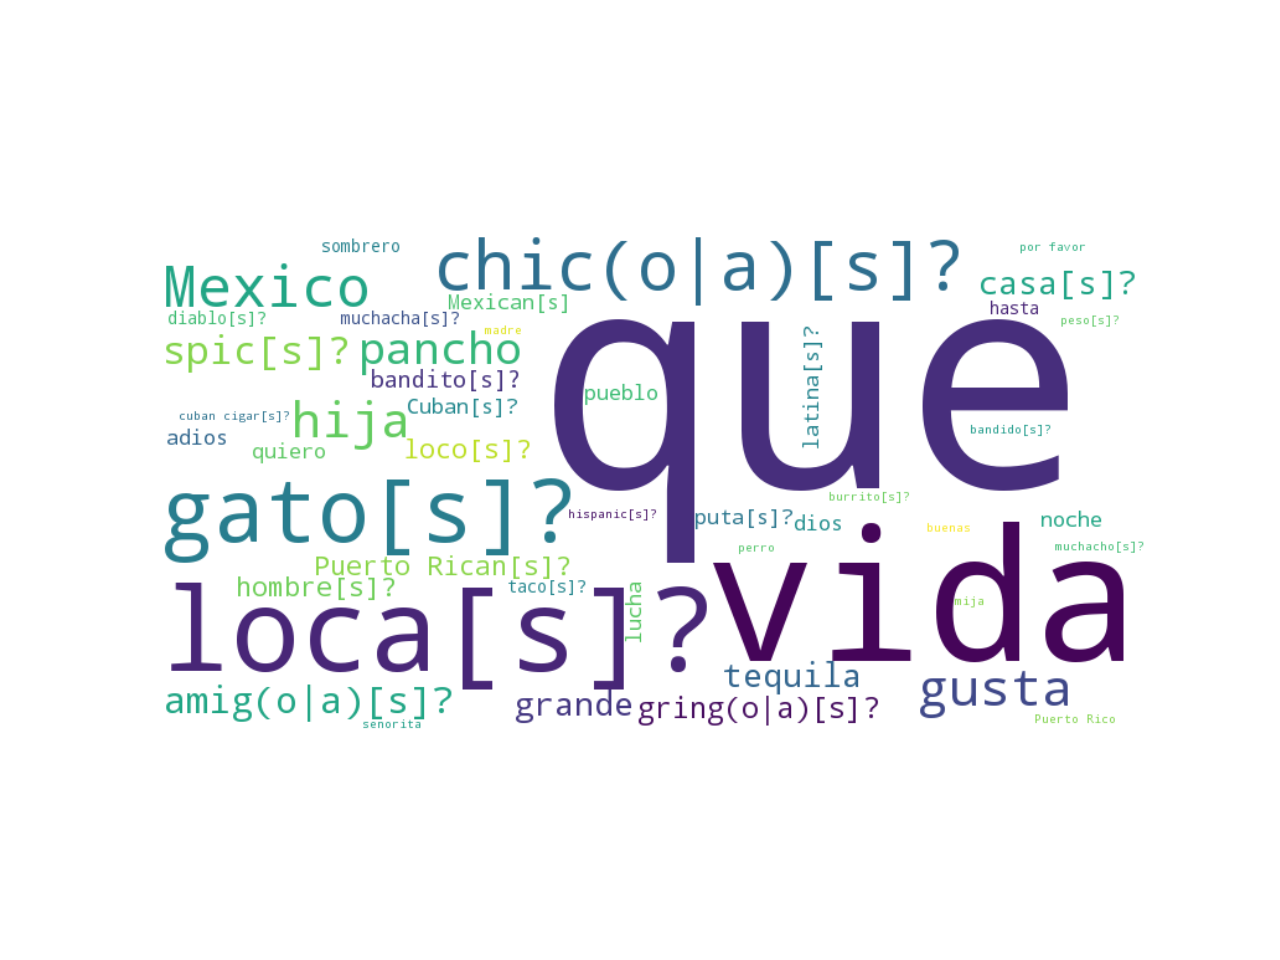 sombrero
chic(o|a)[s]?
por favor
Mexico
casa[s]?
Mexican[s]
hasta
diablo[s]?
muchacha[s]?
peso[s]?
madre
que
latina[s]?
spic[s]?
pancho
bandito[s]?
pueblo
cuban cigar[s]?
hija
Cuban[s]?
adios
bandido[s]?
quiero
loco[s]?
gato[s]?
burrito[s]?
hispanic[s]?
puta[s]?
dios
buenas
noche
perro
muchacho[s]?
Puerto Rican[s]?
hombre[s]?
taco[s]?
vida
lucha
mija
loca[s]?
tequila
amig(o|a)[s]?
grande
gring(o|a)[s]?
gusta
senorita
Puerto Rico